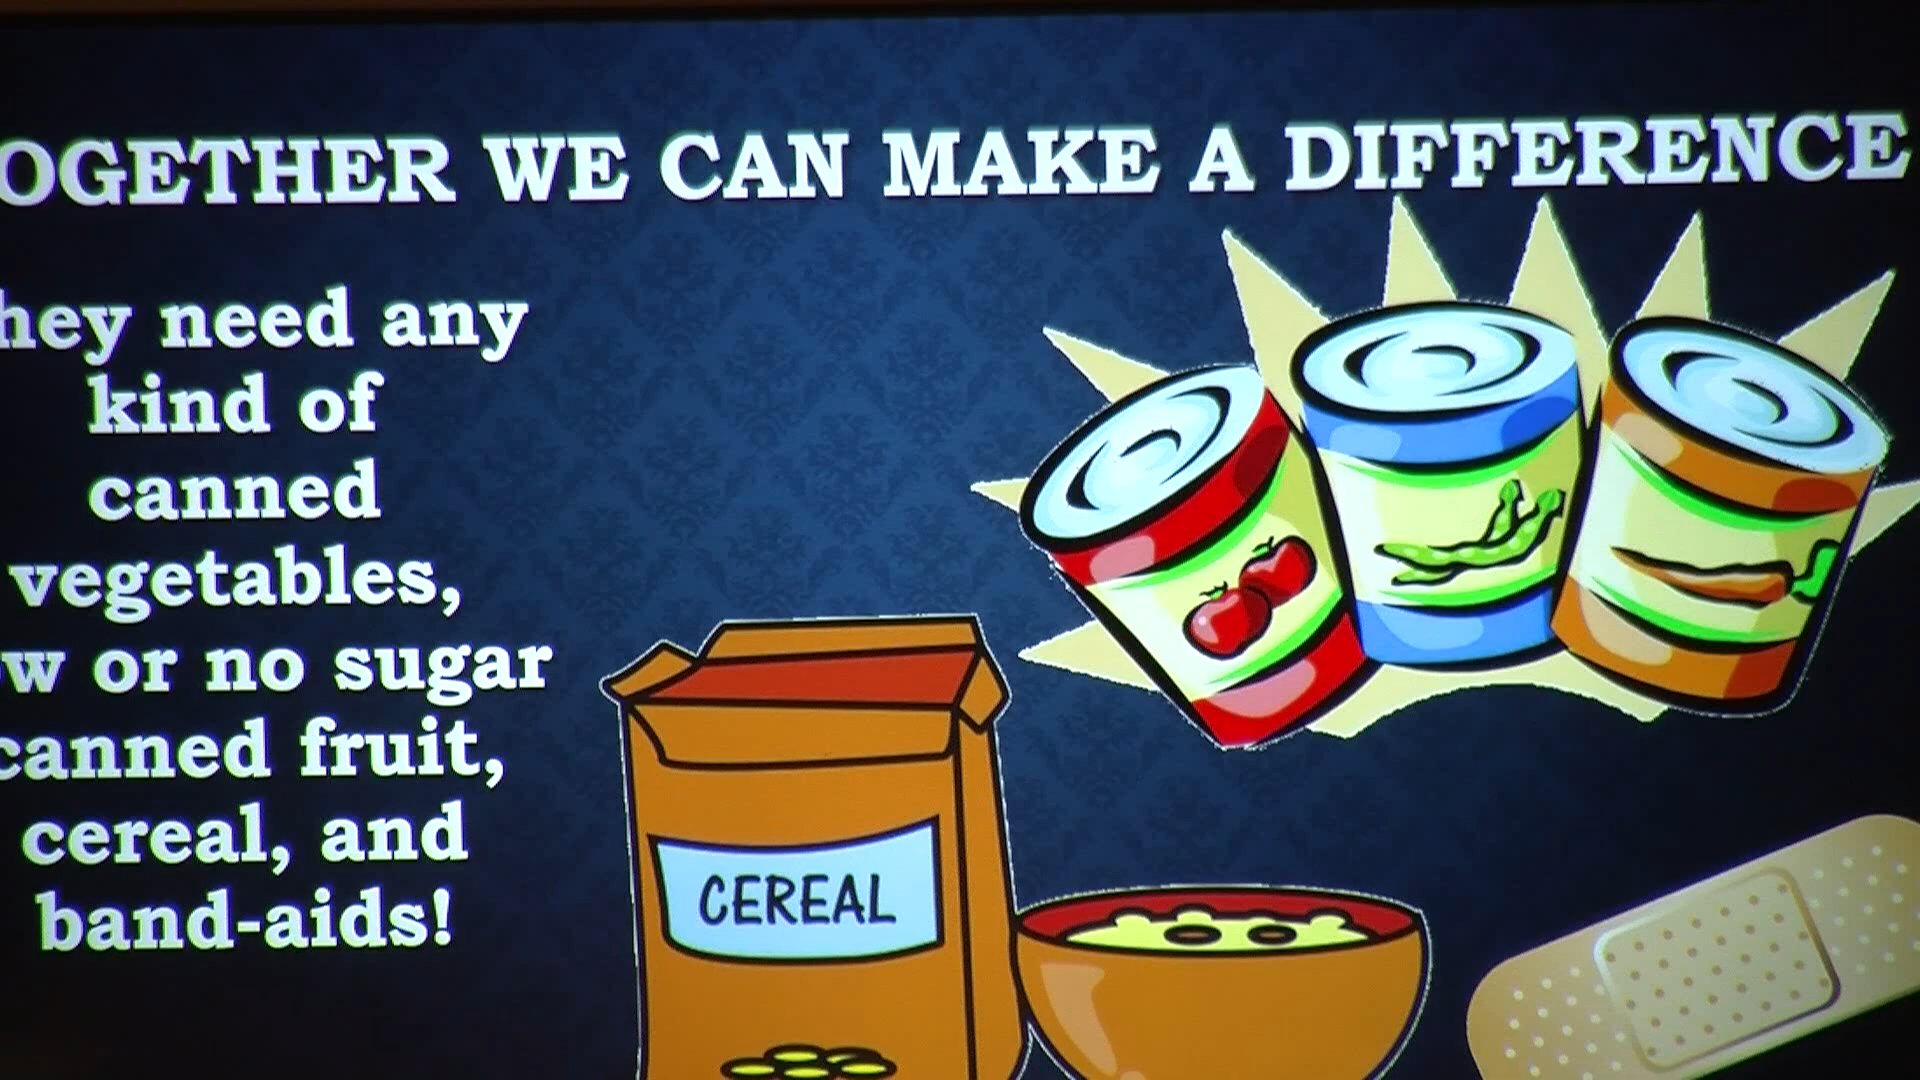 OGETHER WE CAN MAKE A DIFFERENCE
hey need any
kind of
canned
vegetables,
ow or no sugar
canned fruit,
cereal, and
band-aids!
CEREAL